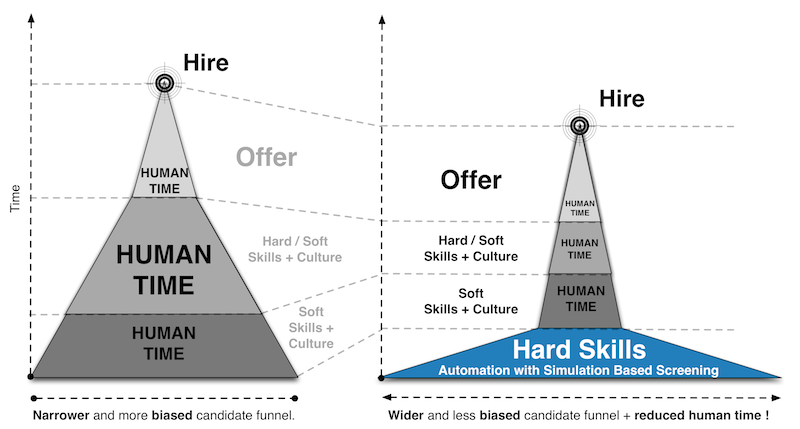 Hire
Offer
HUMAN
TIME
HUMAN
TIME
Hard / Soft
Skills + Culture
HUMAN
TIME
Soft
Skills +
Culture
Time
Narrower and more biased candidate funnel.
Hire
Offer
HUMAN
TIME
Hard / Soft
Skills + Culture
HUMAN
TIME
Soft
Skills + Culture
HUMAN
TIME
Hard Skills
Automation with Simulation Based Screening
Wider and less biased candidate funnel + reduced human time !